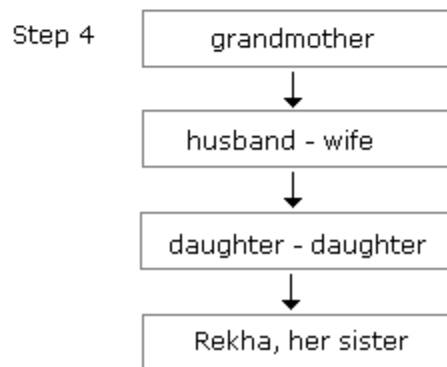 Step 4
grandmother
husband - wife
daughter - daughter
Rekha, her sister